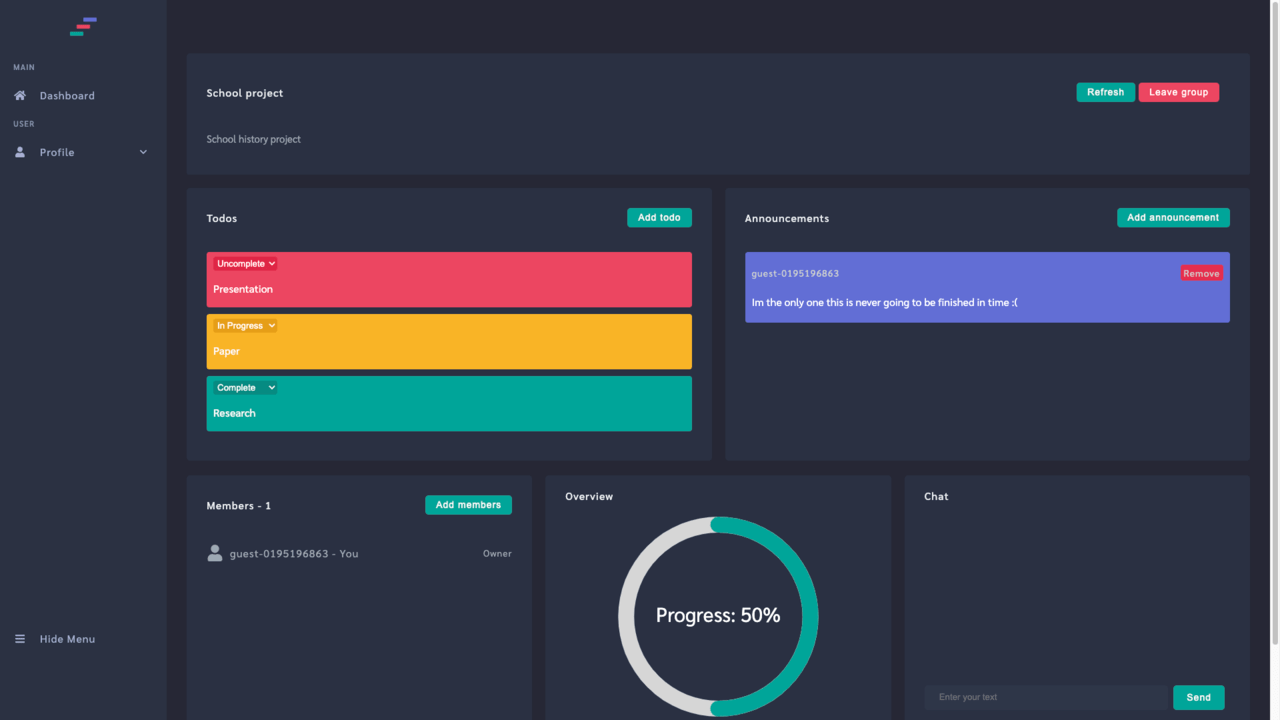 MAIN
Dashboard
USER
Profile
Hide Menu
School project
Refresh
Leave group
School history project
Todos
Add todo
Uncomplete
Presentation
In Progress
Paper
Complete
Research
Announcements
Add announcement
guest-0195196863
Remove
Im the only one this is never going to be finished in time :(
Members - 1
Add members
guest-0195196863 - You
Owner
Overview
Progress: 50%
Chat
Enter your text
Send